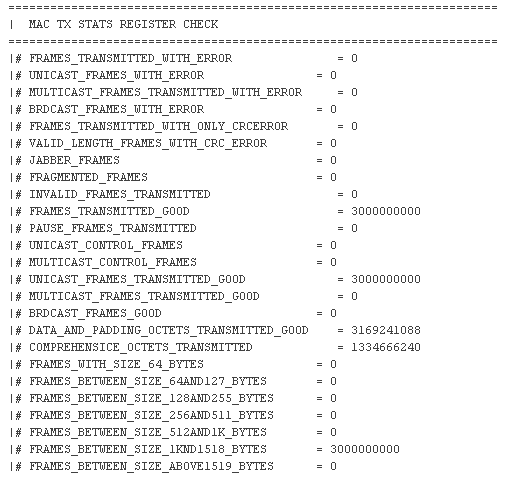 ======================================================================
| MAC TX STATS REGISTER CHECK
======================================================================
|# FRAMES_TRANSMITTED_WITH_ERROR = 0
|# UNICAST_FRAMES_WITH_ERROR = 0
|# MULTICAST_FRAMES_TRANSMITTED_WITH_ERROR = 0
|# BRDCAST_FRAMES_WITH_ERROR = 0
|# FRAMES_TRANSMITTED_WITH_ONLY_CRCERROR = 0
|# VALID_LENGTH_FRAMES_WITH_CRC_ERROR = 0
|# JABBER_FRAMES = 0
|# FRAGMENTED_FRAMES = 0
|# INVALID_FRAMES_TRANSMITTED = 0
|# FRAMES_TRANSMITTED_GOOD = 3000000000
|# PAUSE_FRAMES_TRANSMITTED = 0
|# UNICAST_CONTROL_FRAMES = 0
|# MULTICAST_CONTROL_FRAMES = 0
|# UNICAST_FRAMES_TRANSMITTED_GOOD = 3000000000
|# MULTICAST_FRAMES_TRANSMITTED_GOOD = 0
|# BRDCAST_FRAMES_GOOD = 0
|# DATA_AND_PADDING_OCTETS_TRANSMITTED_GOOD = 3169241088
|# COMPREHENSICE_OCTETS_TRANSMITTED = 1334666240
|# FRAMES_WITH_SIZE_64_BYTES = 0
|# FRAMES_BETWEEN_SIZE_64AND127_BYTES = 0
|# FRAMES_BETWEEN_SIZE_128AND255_BYTES = 0
|# FRAMES_BETWEEN_SIZE_256AND511_BYTES = 0
|# FRAMES_BETWEEN_SIZE_512AND1K_BYTES = 0
|# FRAMES_BETWEEN_SIZE_1KND1518_BYTES = 3000000000
|# FRAMES_BETWEEN_SIZE_ABOVE1519_BYTES = 0